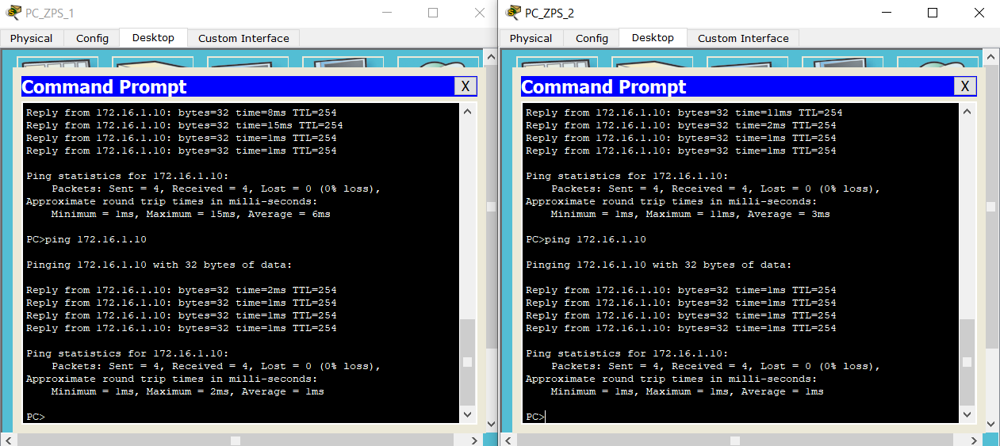 PC_ZPS_1
Physical Config Desktop Custom Interface
Command Prompt X
Reply from 172.16.1.10: bytes=32 time=8ms TTL=254
Reply from 172.16.1.10: bytes=32 time=15ms TTL=254
Reply from 172.16.1.10: bytes=32 time=1ms TTL=254
Reply from 172.16.1.10: bytes=32 time=1ms TTL=254
Ping statistics for 172.16.1.10:
Packets: Sent = 4, Received = 4, Lost = 0 (0% loss),
Approximate round trip times in milli-seconds:
Minimum = 1ms, Maximum = 15ms, Average = 6ms
PC>ping 172.16.1.10
Pinging 172.16.1.10 with 32 bytes of data:
Reply from 172.16.1.10: bytes=32 time=2ms TTL=254
Reply from 172.16.1.10: bytes=32 time=1ms TTL=254
Reply from 172.16.1.10: bytes=32 time=1ms TTL=254
Reply from 172.16.1.10: bytes=32 time=1ms TTL=254
Ping statistics for 172.16.1.10:
Packets: Sent = 4, Received = 4, Lost = 0 (0% loss),
Approximate round trip times in milli-seconds:
Minimum = 1ms, Maximum = 2ms, Average = 1ms
PC>
PC_ZPS_2
Physical Config Desktop Custom Interface
Command Prompt X
Reply from 172.16.1.10: bytes=32 time=11ms TTL=254
Reply from 172.16.1.10: bytes=32 time=2ms TTL=254
Reply from 172.16.1.10: bytes=32 time=1ms TTL=254
Reply from 172.16.1.10: bytes=32 time=1ms TTL=254
Ping statistics for 172.16.1.10:
Packets: Sent = 4, Received = 4, Lost = 0 (0% loss),
Approximate round trip times in milli-seconds:
Minimum = 1ms, Maximum = 11ms, Average = 3ms
PC>ping 172.16.1.10
Pinging 172.16.1.10 with 32 bytes of data:
Reply from 172.16.1.10: bytes=32 time=1ms TTL=254
Reply from 172.16.1.10: bytes=32 time=1ms TTL=254
Reply from 172.16.1.10: bytes=32 time=1ms TTL=254
Reply from 172.16.1.10: bytes=32 time=1ms TTL=254
Ping statistics for 172.16.1.10:
Packets: Sent = 4, Received = 4, Lost = 0 (0% loss),
Approximate round trip times in milli-seconds:
Minimum = 1ms, Maximum = 1ms, Average = 1ms
PC>